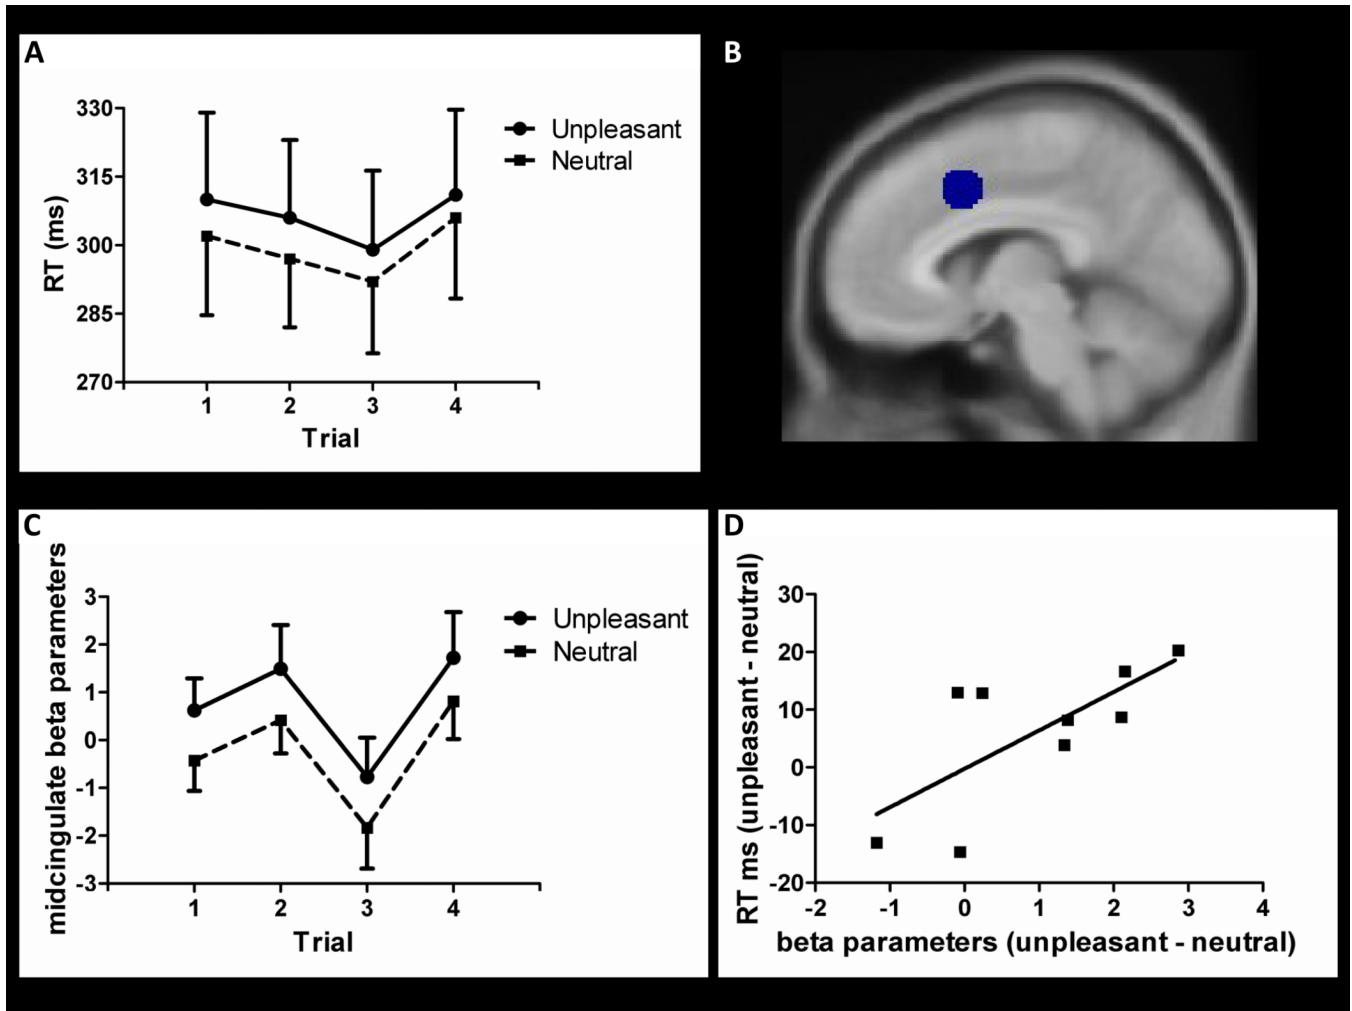 A
330
315
300
285
270
RT (ms)
1 2 3 4
Trial
Unpleasant
Neutral
B
C
midcingulate beta parameters
3
2
1
0
-1
-2
-3
1 2 3 4
Trial
Unpleasant
Neutral
D
RT ms (unpleasant - neutral)
30
20
10
0
-10
-20
-2 -1 0 1 2 3 4
beta parameters (unpleasant - neutral)